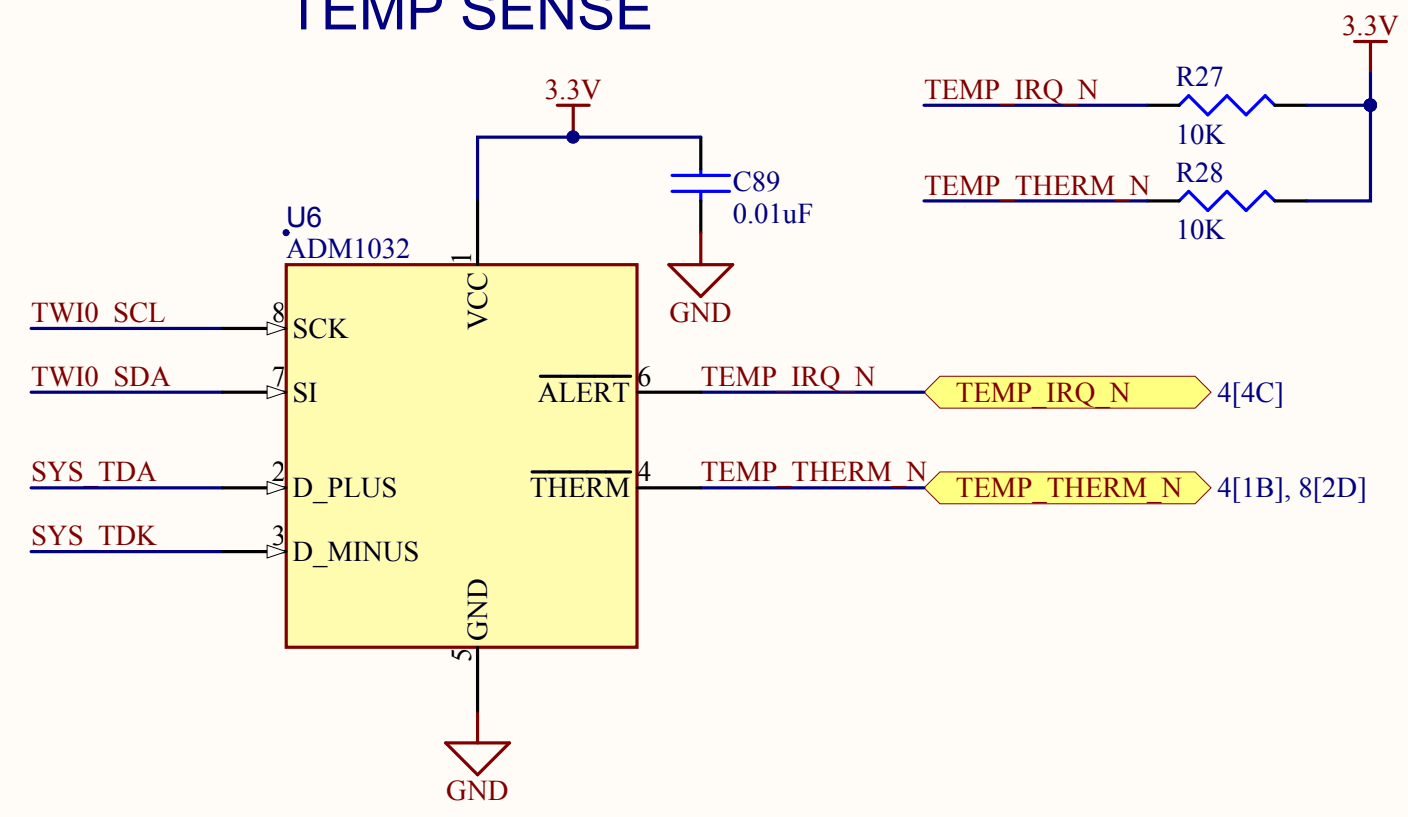 TEMP SENSE
3.3V
TEMP_IRQ_N
R27
10K
TEMP_THERM_N
R28
10K
3.3V
C89
0.01uF
GND
U6
ADM1032
1
VCC
TWI0_SCL
8
SCK
TWI0_SDA
7
SI
ALERT
6
TEMP_IRQ_N
TEMP_IRQ_N
4[4C]
SYS_TDA
2
D_PLUS
THERM
4
TEMP_THERM_N
TEMP_THERM_N
4[1B], 8[2D]
SYS_TDK
3
D_MINUS
GND
5
GND